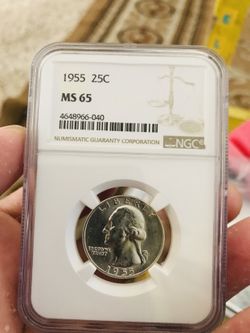 1955 25C
MS 65
4648966-040
NUMISMATIC GUARANTY CORPORATION
NGC
LIBERTY
IN GOD WE
TRUST
1955